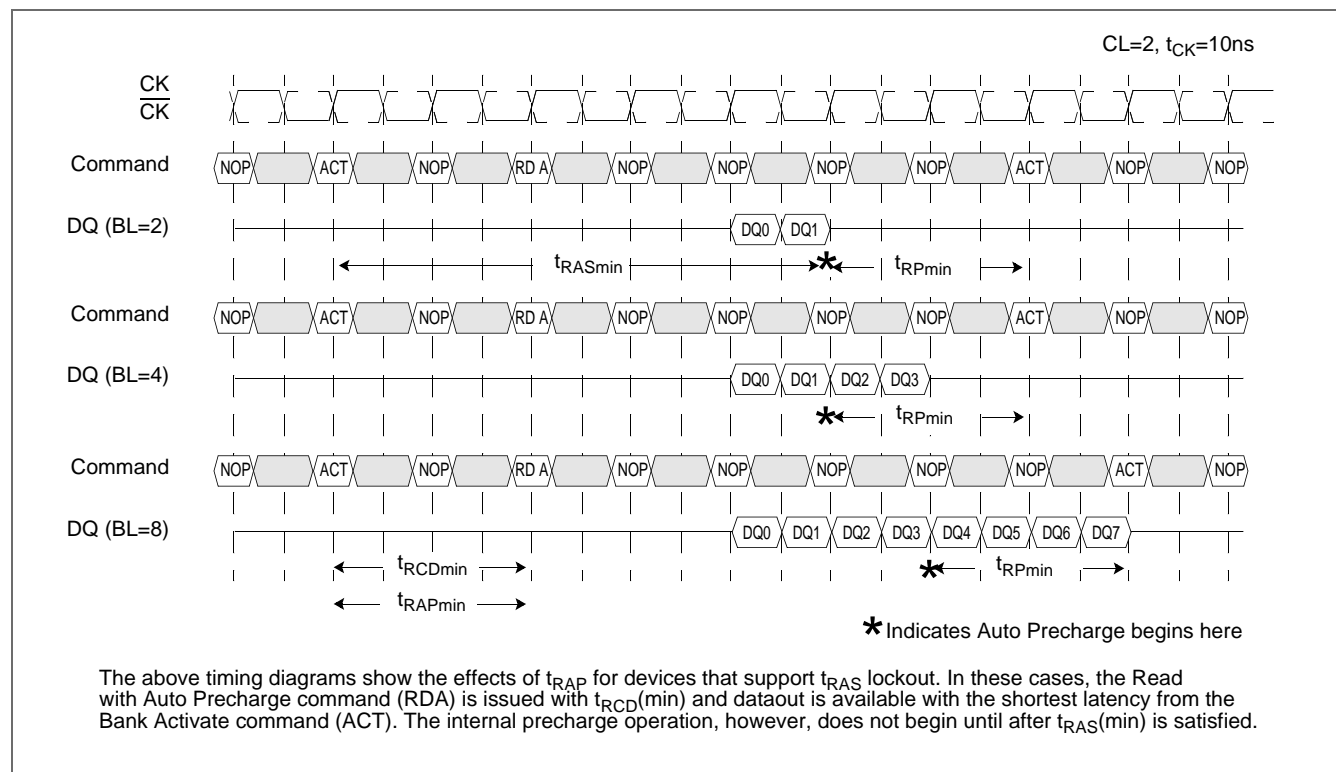 CL=2, tCK=10ns
CK
CK
Command NOP ACT NOP RD A NOP NOP NOP NOP ACT NOP NOP
DQ (BL=2) DQ0 DQ1
tRASmin * tRPmin
Command NOP ACT NOP RD A NOP NOP NOP NOP ACT NOP NOP
DQ (BL=4) DQ0 DQ1 DQ2 DQ3
* tRPmin
Command NOP ACT NOP RD A NOP NOP NOP NOP NOP ACT NOP
DQ (BL=8) DQ0 DQ1 DQ2 DQ3 DQ4 DQ5 DQ6 DQ7
tRCDmin * tRPmin
tRAPmin
* Indicates Auto Precharge begins here
The above timing diagrams show the effects of tRAP for devices that support tRAS lockout. In these cases, the Read
with Auto Precharge command (RDA) is issued with tRCD(min) and dataout is available with the shortest latency from the
Bank Activate command (ACT). The internal precharge operation, however, does not begin until after tRAS(min) is satisfied.